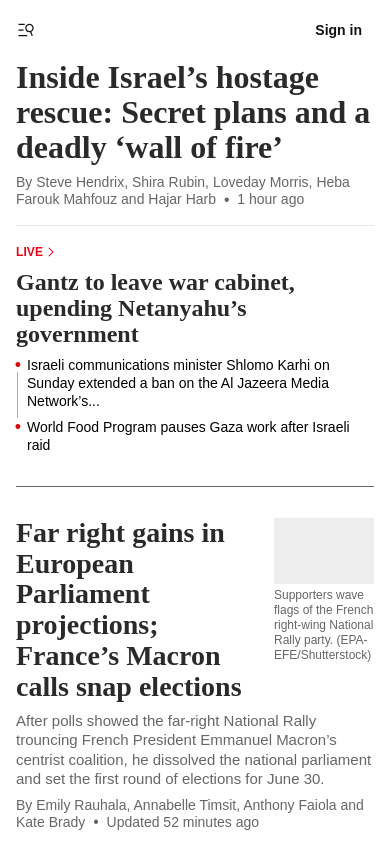 Sign in
Inside Israel’s hostage
rescue: Secret plans and a
deadly ‘wall of fire’
By Steve Hendrix, Shira Rubin, Loveday Morris, Heba
Farouk Mahfouz and Hajar Harb • 1 hour ago
LIVE
Gantz to leave war cabinet,
upending Netanyahu’s
government
Israeli communications minister Shlomo Karhi on
Sunday extended a ban on the Al Jazeera Media
Network’s...
World Food Program pauses Gaza work after Israeli
raid
Far right gains in
European
Parliament
projections;
France’s Macron
calls snap elections
Supporters wave
flags of the French
right-wing National
Rally party. (EPA-
EFE/Shutterstock)
After polls showed the far-right National Rally
trouncing French President Emmanuel Macron’s
centrist coalition, he dissolved the national parliament
and set the first round of elections for June 30.
By Emily Rauhala, Annabelle Timsit, Anthony Faiola and
Kate Brady • Updated 52 minutes ago